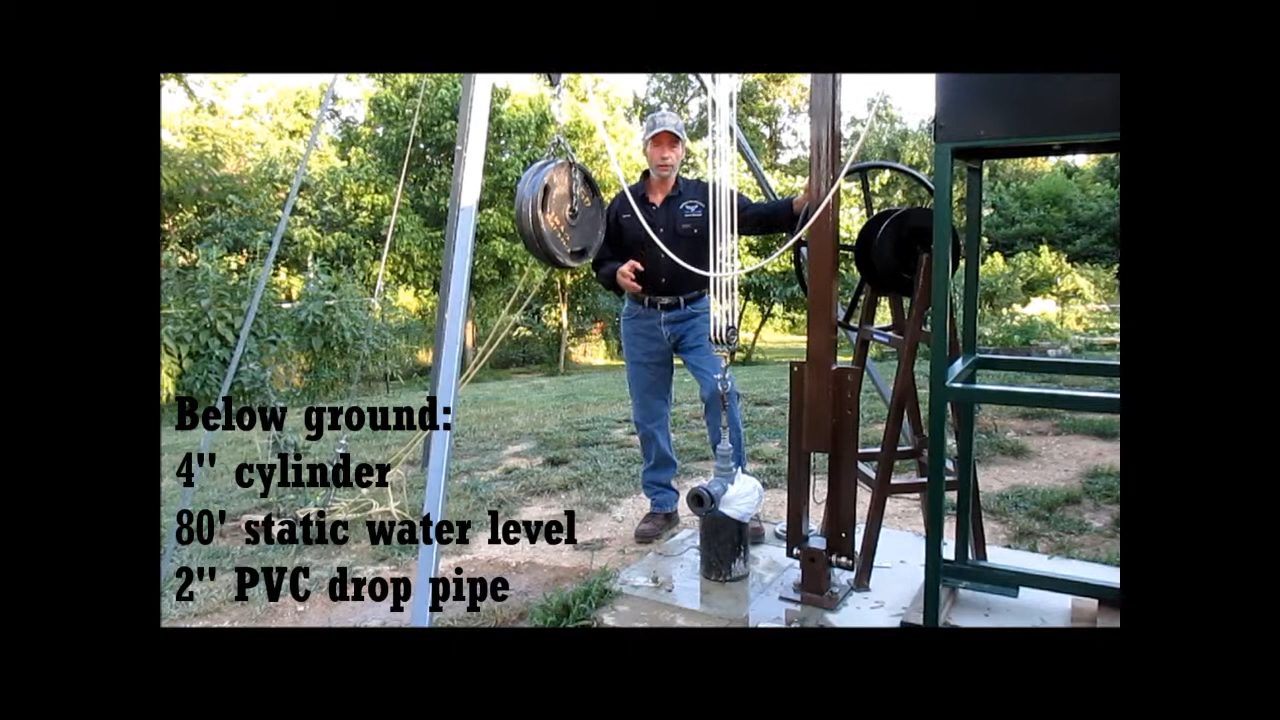 Below ground:
4" cylinder
80' static water level
2" PVC drop pipe